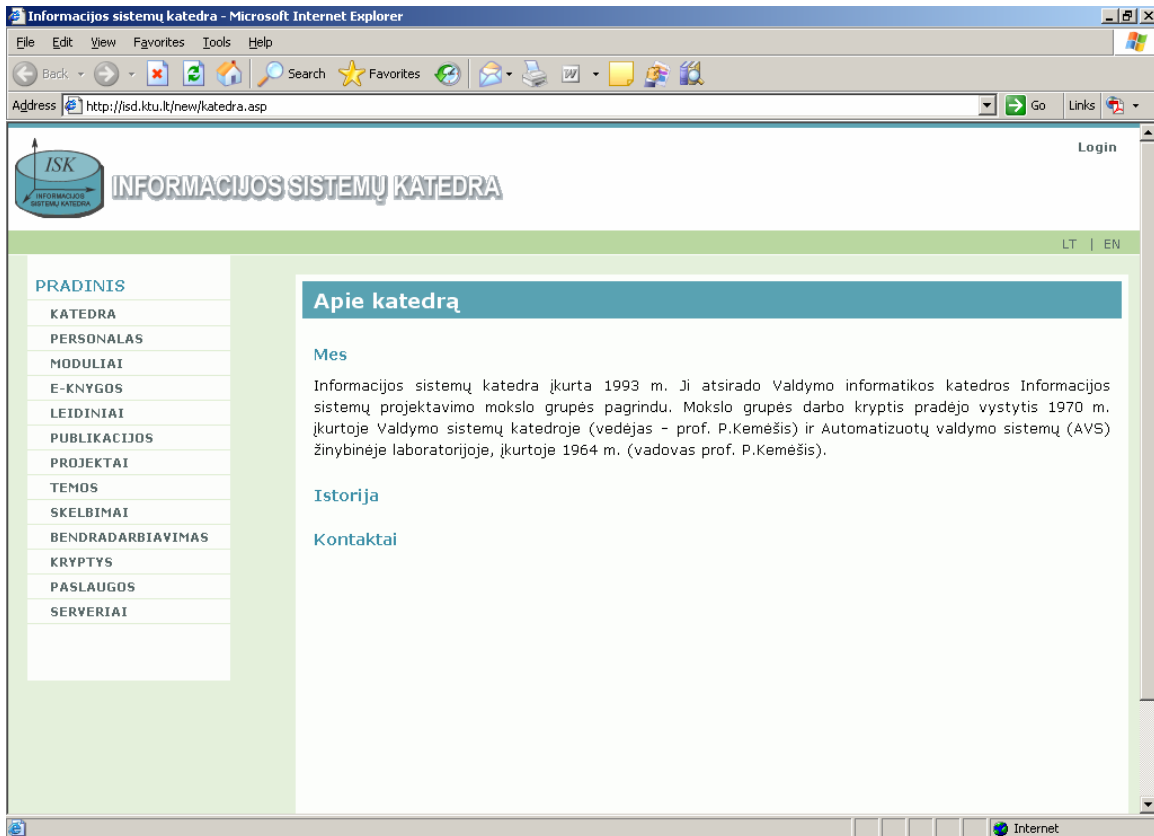 Informacijos sistemų katedra - Microsoft Internet Explorer
File Edit View Favorites Tools Help
Back Search Favorites
Address http://isd.ktu.lt/new/katedra.asp Go Links
Login
ISK
INFORMACIJOS
SISTEMŲ KATEDRA
INFORMACIJOS SISTEMŲ KATEDRA
LT | EN
PRADINIS
KATEDRA
PERSONALAS
MODULIAI
E-KNYGOS
LEIDINIAI
PUBLIKACIJOS
PROJEKTAI
TEMOS
SKELBIMAI
BENDRADARBIAVIMAS
KRYPTYS
PASLAUGOS
SERVERIAI
Apie katedrą
Mes
Informacijos sistemų katedra įkurta 1993 m. Ji atsirado Valdymo informatikos katedros Informacijos
sistemų projektavimo mokslo grupės pagrindu. Mokslo grupės darbo kryptis pradėjo vystytis 1970 m.
įkurtoje Valdymo sistemų katedroje (vedėjas - prof. P.Kemėšis) ir Automatizuotų valdymo sistemų (AVS)
žinybinėje laboratorijoje, įkurtoje 1964 m. (vadovas prof. P.Kemėšis).
Istorija
Kontaktai
Internet